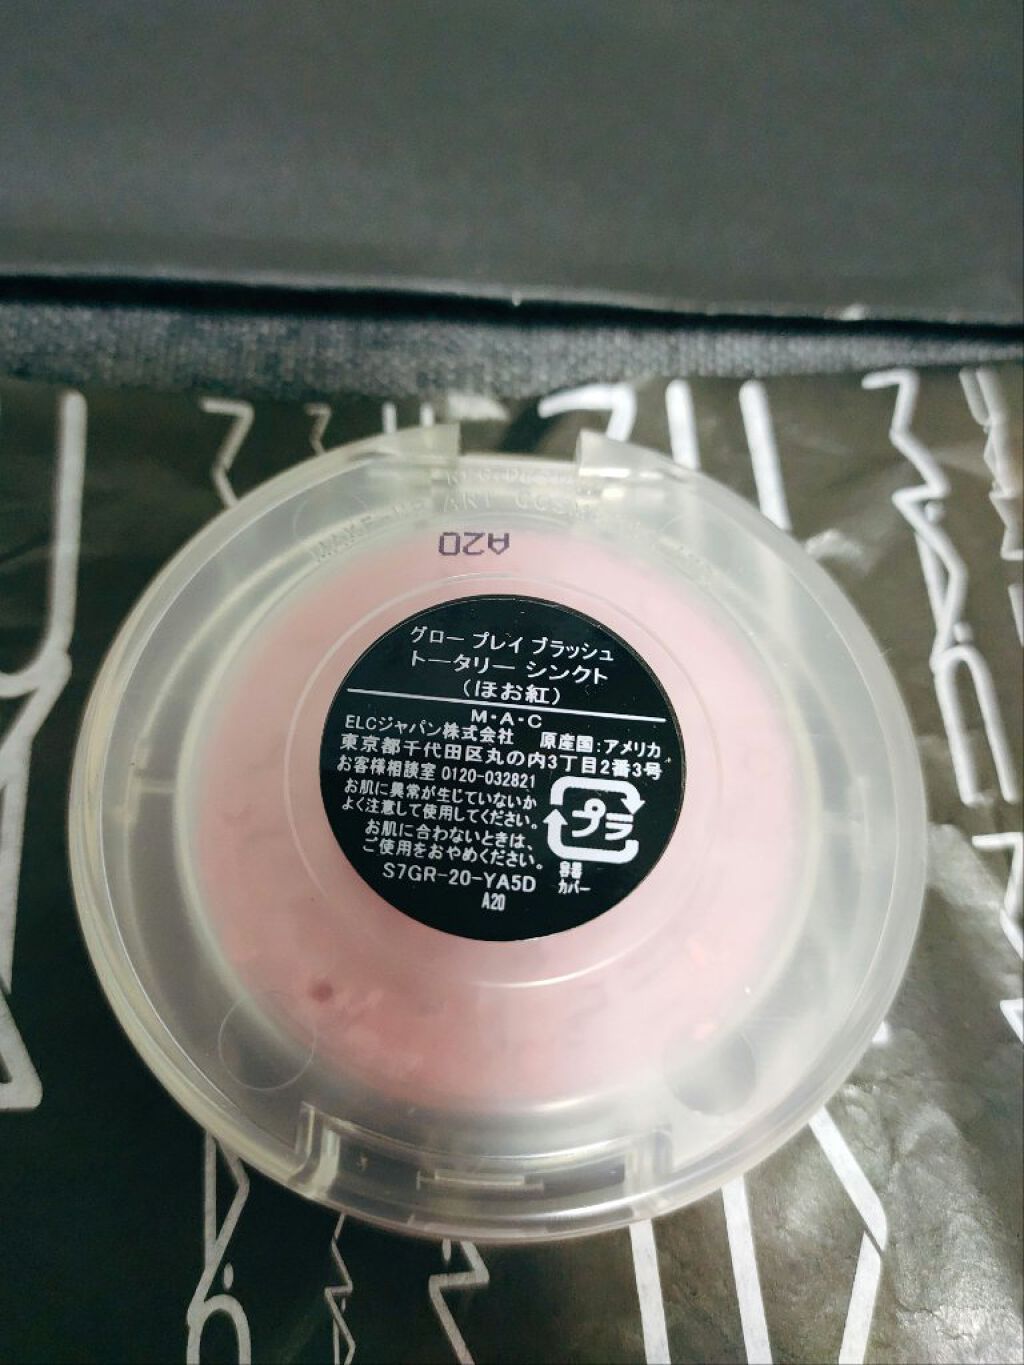 A20
グロー プレイ ブラッシュ
トータリー シンクト
(ほお紅)
M・A・C
ELCジャパン株式会社 原産国:アメリカ
東京都千代田区丸の内3丁目2番3号
お客様相談室 0120-032821
お肌に異常が生じていないか
よく注意して使用してください。
お肌に合わないときは、
ご使用をおやめください。
プラ
容器
カバー
S7GR-20-YA5D
A20